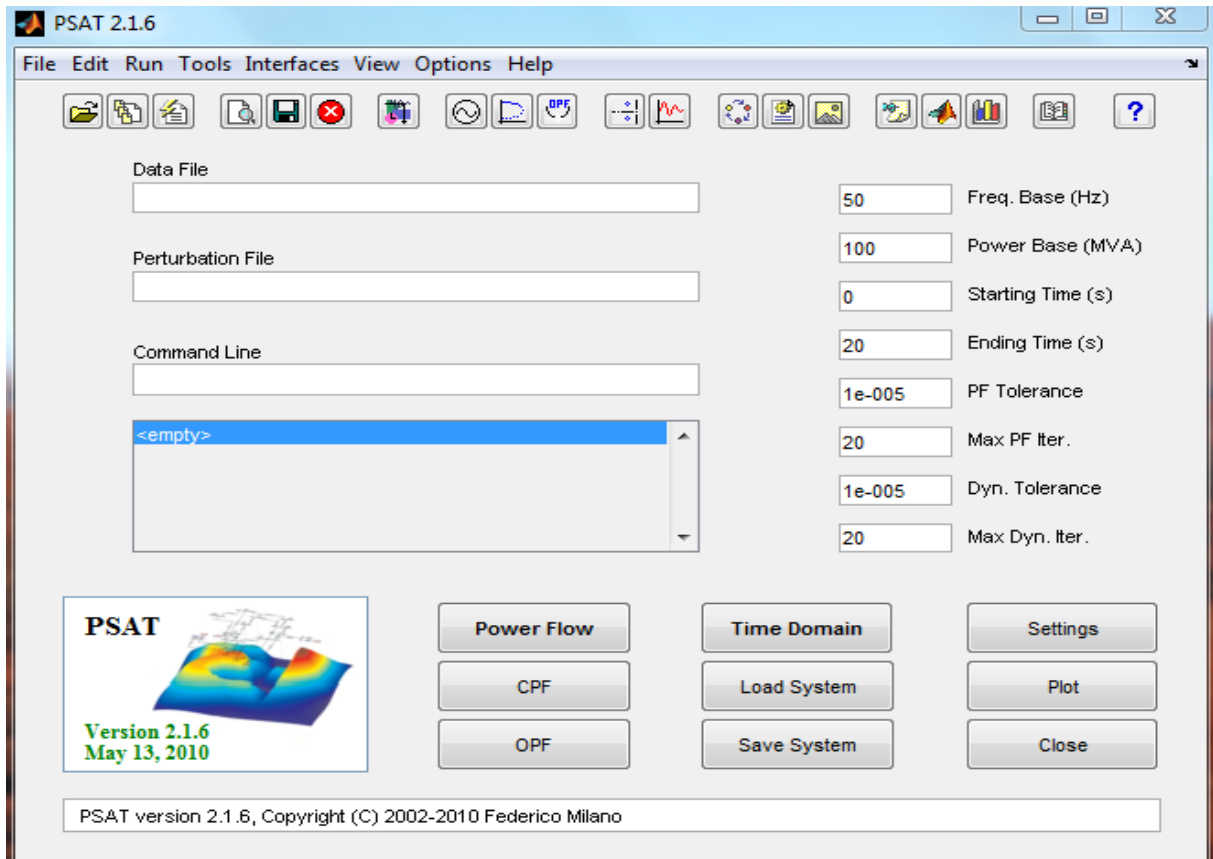 PSAT 2.1.6
File Edit Run Tools Interfaces View Options Help
OPF
?
Data File
50 Freq. Base (Hz)
100 Power Base (MVA)
Perturbation File
0 Starting Time (s)
20 Ending Time (s)
Command Line
1e-005 PF Tolerance
<empty>
20 Max PF Iter.
1e-005 Dyn. Tolerance
20 Max Dyn. Iter.
PSAT
Version 2.1.6
May 13, 2010
Power Flow Time Domain Settings
CPF Load System Plot
OPF Save System Close
PSAT version 2.1.6, Copyright (C) 2002-2010 Federico Milano